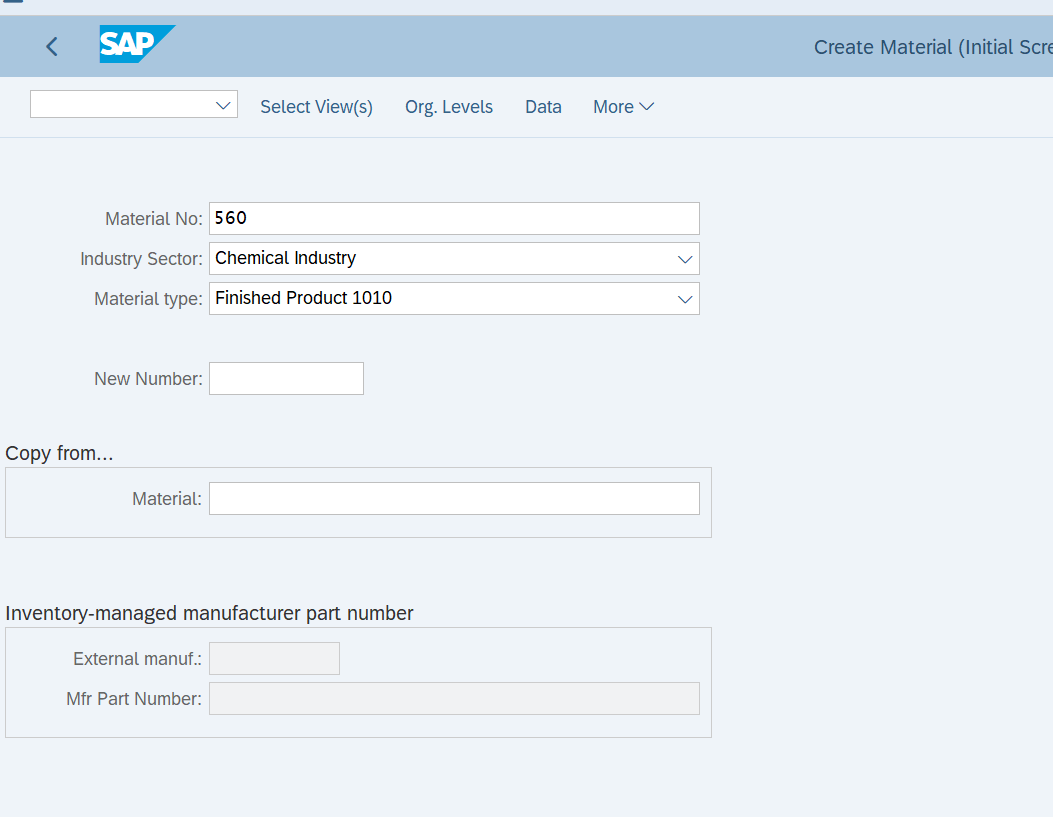 SAP
Create Material (Initial Scre
Select View(s) Org. Levels Data More
Material No: 560
Industry Sector: Chemical Industry
Material type: Finished Product 1010
New Number:
Copy from...
Material:
Inventory-managed manufacturer part number
External manuf.:
Mfr Part Number: